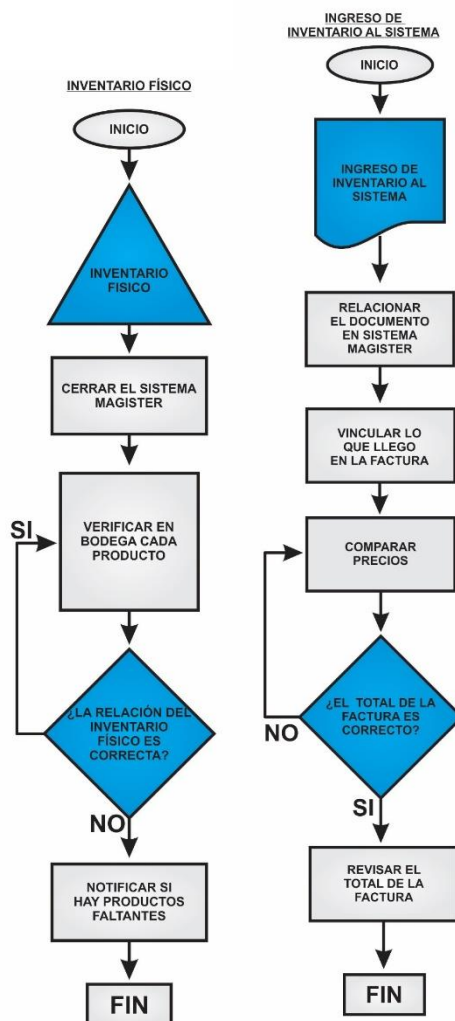 INVENTARIO FÍSICO
INICIO
INVENTARIO
FISICO
CERRAR EL SISTEMA
MAGISTER
VERIFICAR EN
BODEGA CADA
PRODUCTO
SI
¿LA RELACIÓN DEL
INVENTARIO
FÍSICO ES
CORRECTA?
NO
NOTIFICAR SI
HAY PRODUCTOS
FALTANTES
FIN
INGRESO DE
INVENTARIO AL SISTEMA
INICIO
INGRESO DE
INVENTARIO AL
SISTEMA
RELACIONAR
EL DOCUMENTO
EN SISTEMA
MAGISTER
VINCULAR LO
QUE LLEGO
EN LA FACTURA
COMPARAR
PRECIOS
¿EL TOTAL DE LA
FACTURA ES
CORRECTO?
NO
SI
REVISAR EL
TOTAL DE LA
FACTURA
FIN